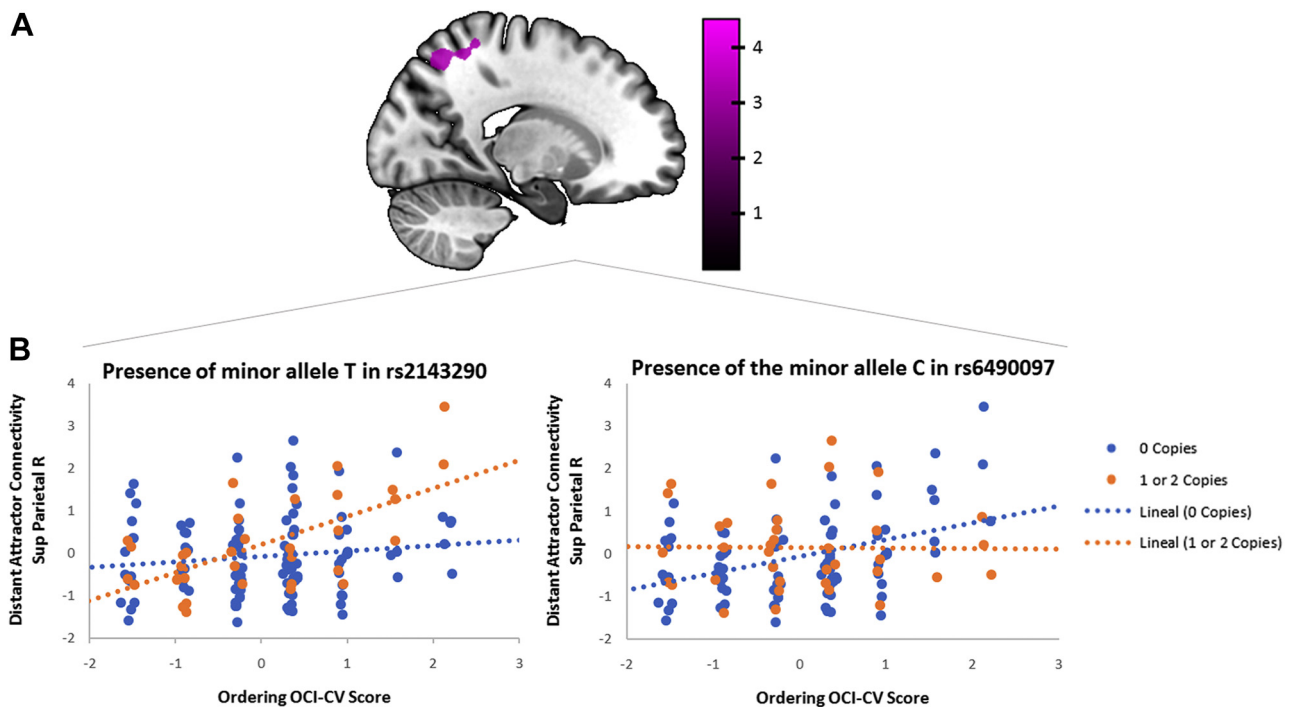 A
4
3
2
1
B
Presence of minor allele T in rs2143290
Distant Attractor Connectivity
Sup Parietal R
4
3
2
1
0
-1
-2
-2 -1 0 1 2 3
Ordering OCI-CV Score
Presence of the minor allele C in rs6490097
Distant Attractor Connectivity
Sup Parietal R
4
3
2
1
0
-1
-2
-2 -1 0 1 2 3
Ordering OCI-CV Score
0 Copies
1 or 2 Copies
Lineal (0 Copies)
Lineal (1 or 2 Copies)